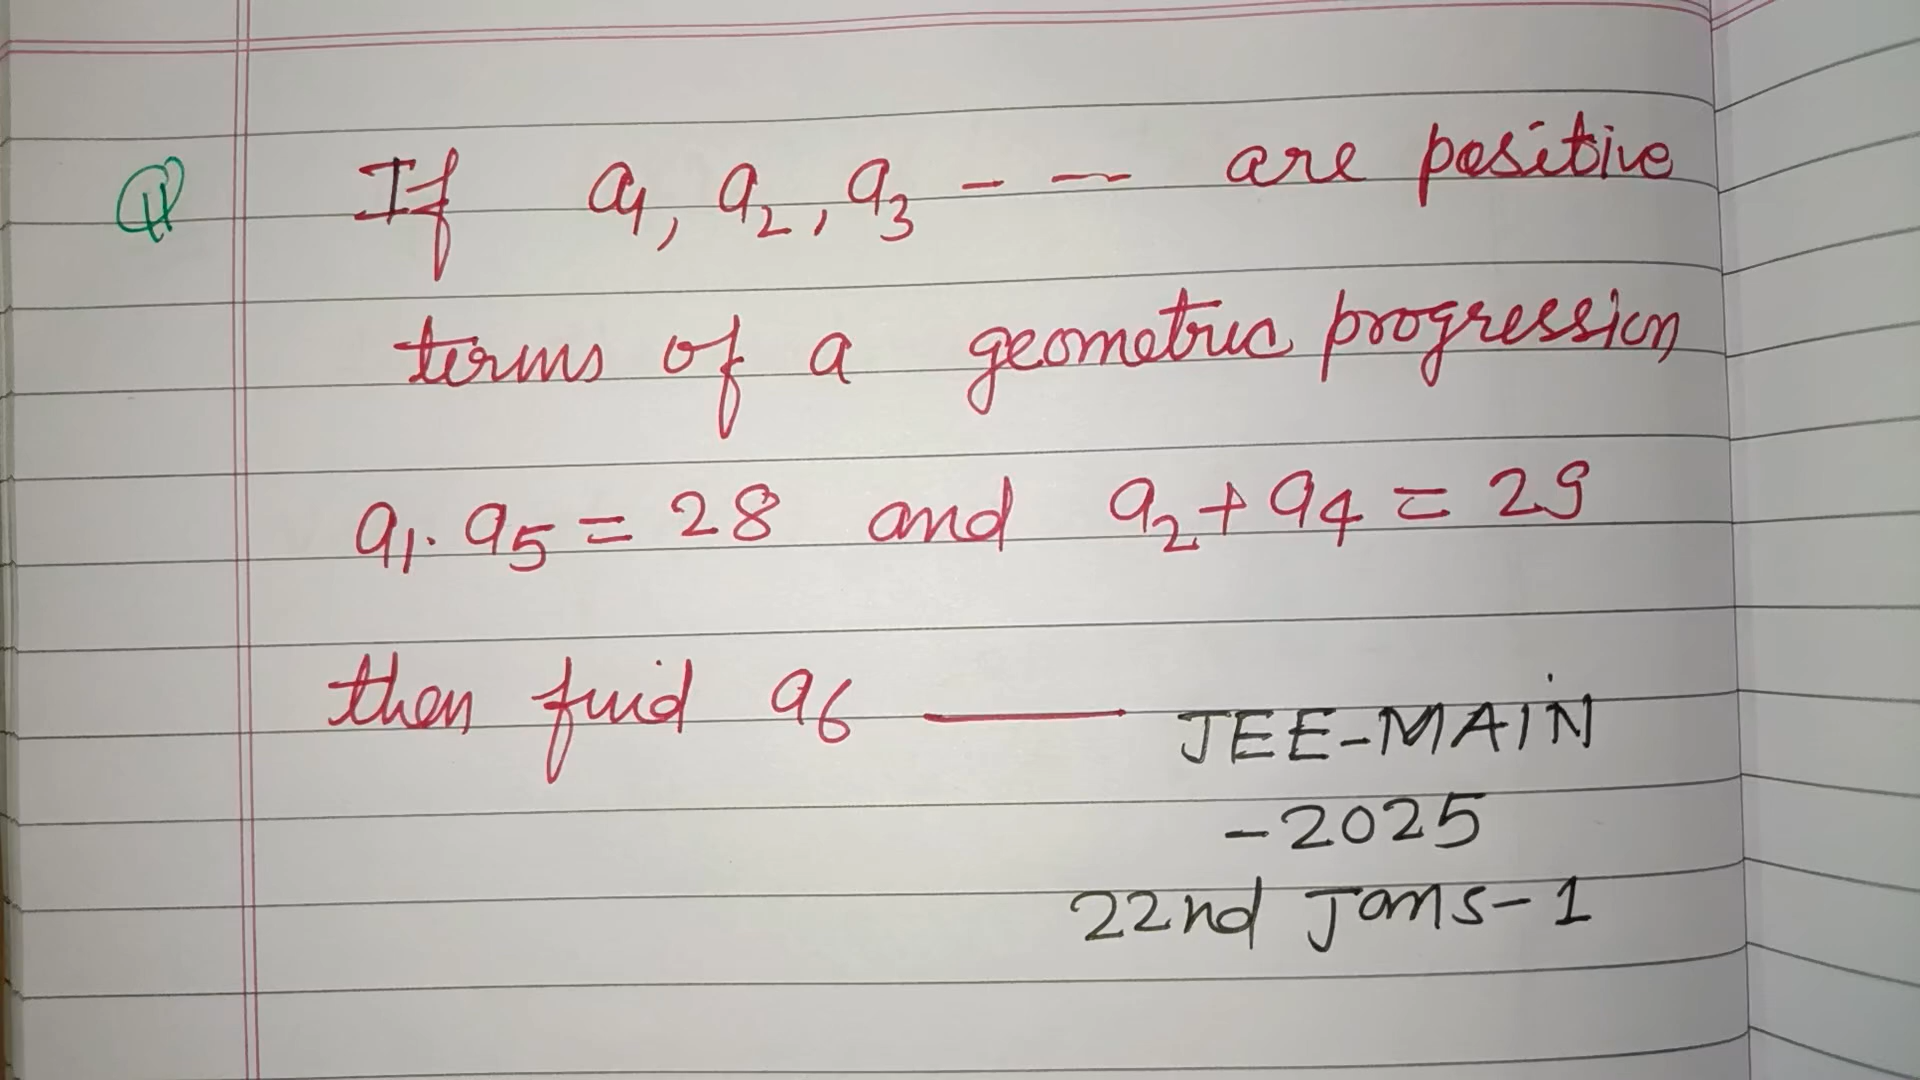 Q If a1, a2, a3 - -- are positive
terms of a geometric progression
a1. a5 = 28 and a2 + a4 = 29
then find a6 ——— JEE-MAIN
-2025
22nd Jans-1